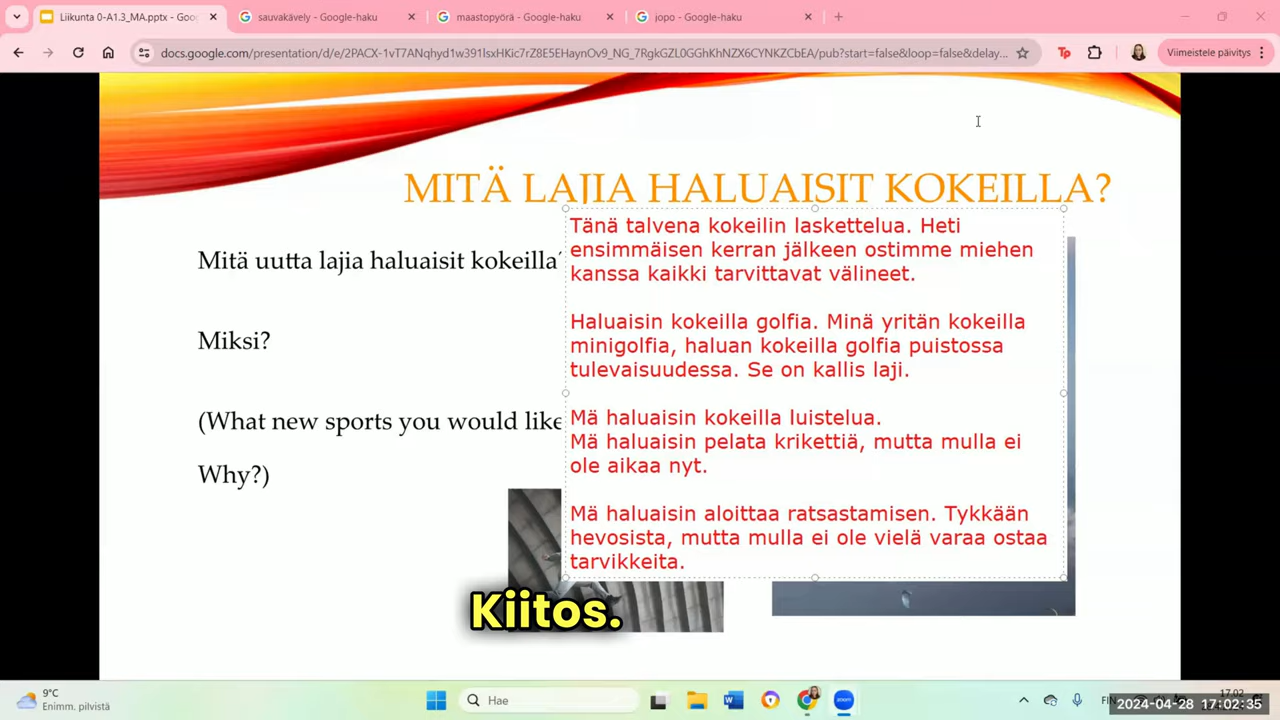 Liikunta 0-A1.3_MA.pptx - Goo
sauvakävely - Google-haku
maastopyörä - Google-haku
jopo - Google-haku
docs.google.com/presentation/d/e/2PACX-1vT7ANqhyd1w391lsxHKic7rZ8E5EHaynOv9_NG_7RgkGZL0GGhKhNZX6CYNKZCbEA/pub?start=false&loop=false&delay...
Viimeistele päivitys
MITÄ LAJIA HALUAISIT KOKEILLA?
Mitä uutta lajia haluaisit kokeilla?
Miksi?
(What new sports you would like
Why?)
Tänä talvena kokeilin laskettelua. Heti
ensimmäisen kerran jälkeen ostimme miehen
kanssa kaikki tarvittavat välineet.
Haluaisin kokeilla golfia. Minä yritän kokeilla
minigolfia, haluan kokeilla golfia puistossa
tulevaisuudessa. Se on kallis laji.
Mä haluaisin kokeilla luistelua.
Mä haluaisin pelata krikettiä, mutta mulla ei
ole aikaa nyt.
Mä haluaisin aloittaa ratsastamisen. Tykkään
hevosista, mutta mulla ei ole vielä varaa ostaa
tarvikkeita.
Kiitos.
9°C
Enimm. pilvistä
Hae
FIN
17.02
2024-04-28 17:02:35